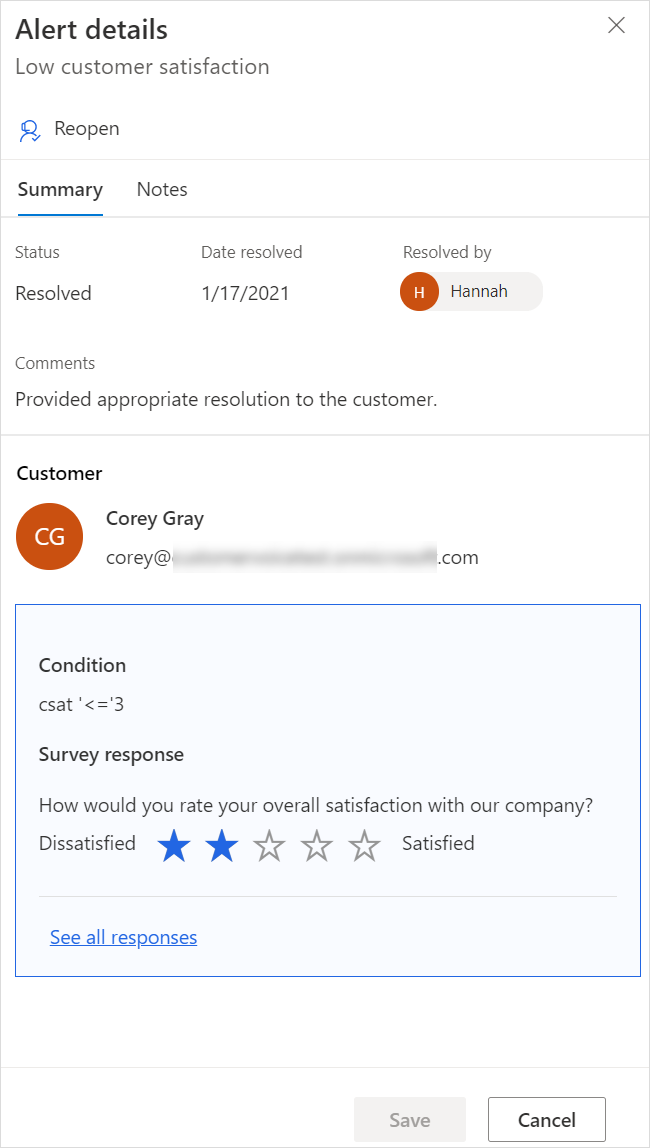 Alert details
Low customer satisfaction
Reopen
Summary Notes
Status Date resolved Resolved by
Resolved 1/17/2021 H Hannah
Comments
Provided appropriate resolution to the customer.
Customer
CG Corey Gray
corey@ .com
Condition
csat '<='3
Survey response
How would you rate your overall satisfaction with our company?
Dissatisfied Satisfied
See all responses
Save Cancel